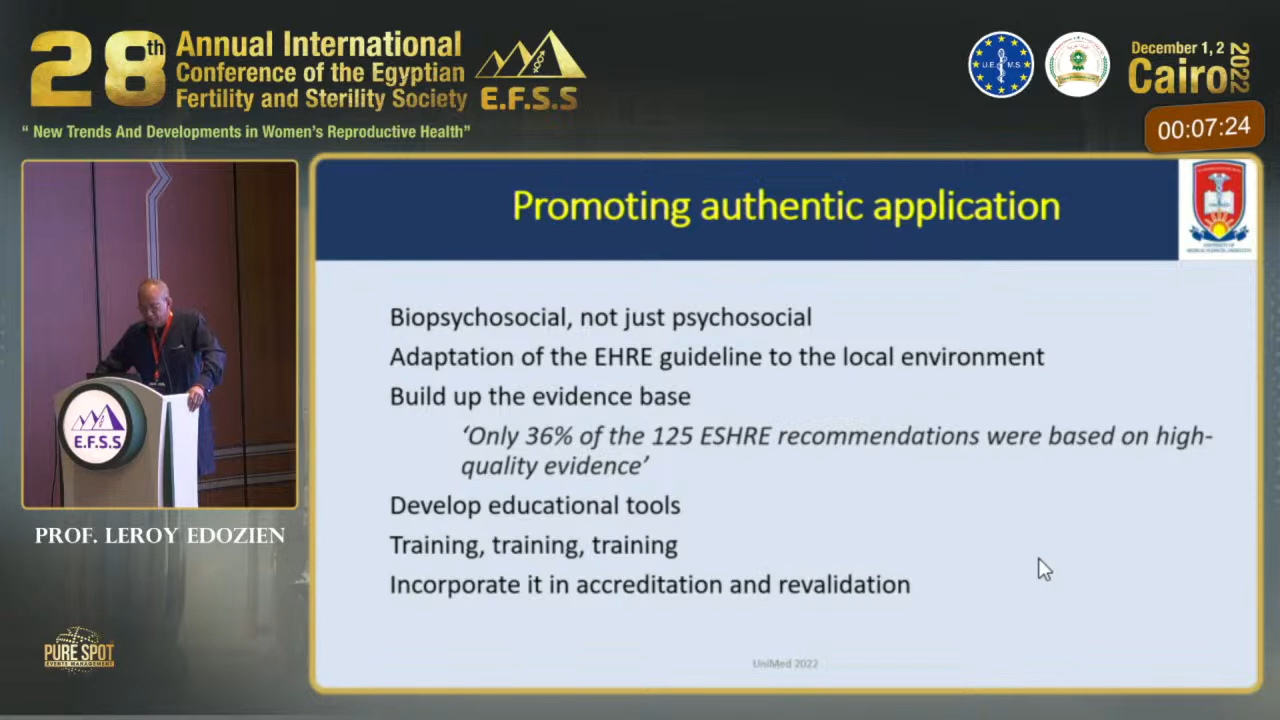 28th
Annual International
Conference of the Egyptian
Fertility and Sterility Society
E.F.S.S
" New Trends And Developments in Women's Reproductive Health"
U.E.M.S.
December 1, 2
2022
Cairo
00:07:24
Promoting authentic application
Biopsychosocial, not just psychosocial
Adaptation of the EHRE guideline to the local environment
Build up the evidence base
‘Only 36% of the 125 ESHRE recommendations were based on high-
quality evidence’
Develop educational tools
Training, training, training
Incorporate it in accreditation and revalidation
UniMed 2022
E.F.S.S
PROF. LEROY EDOZIEN
PURE SPOT
EVENTS MANAGEMENT